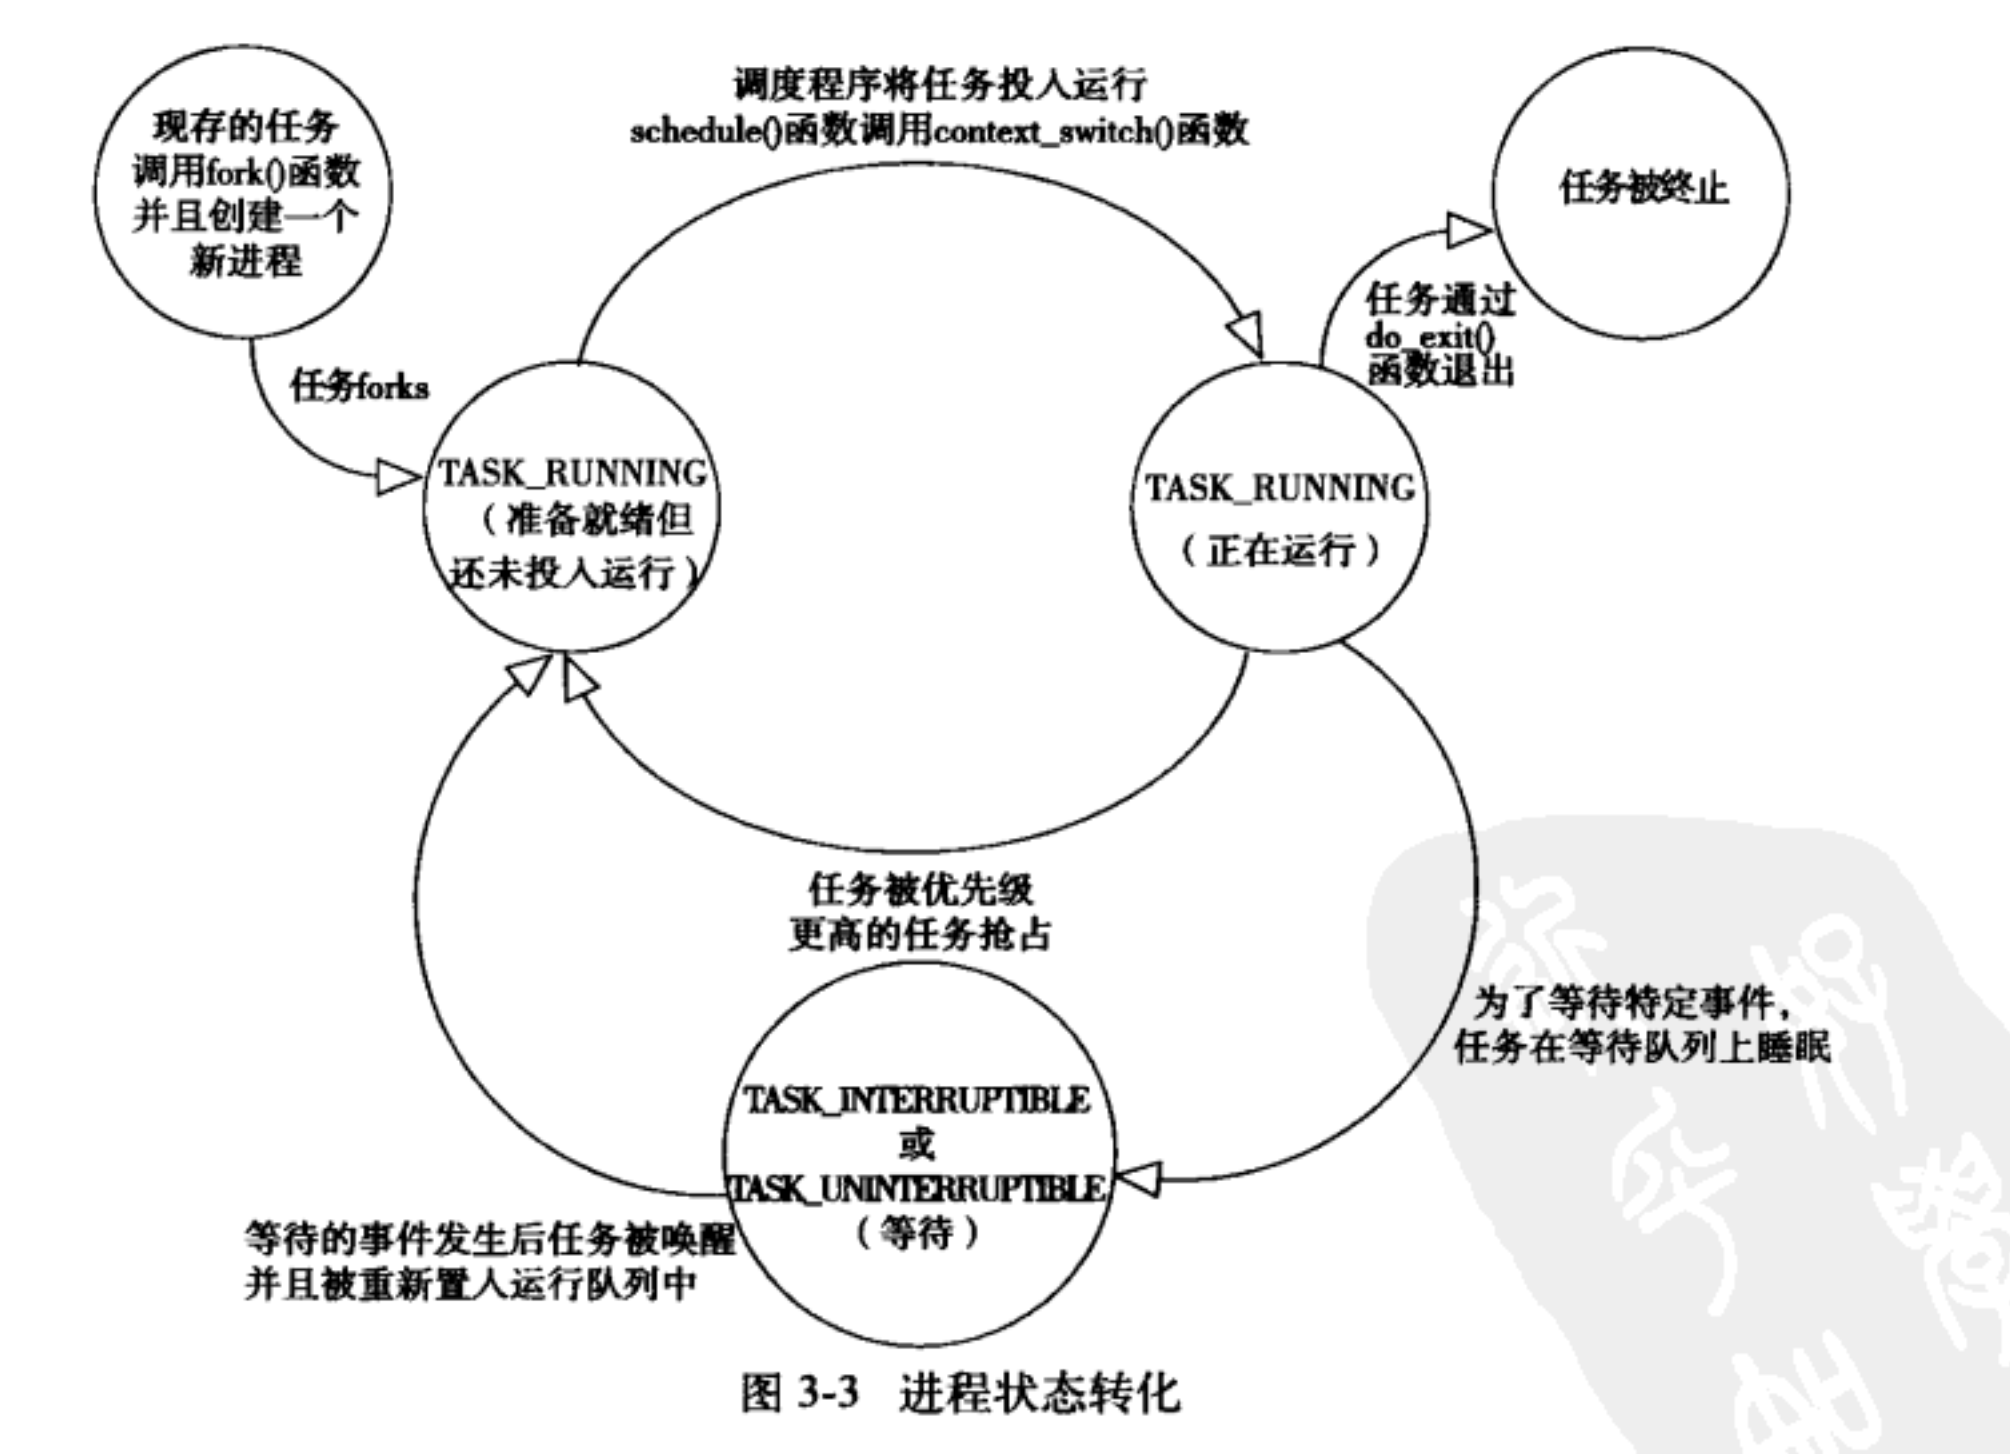 现存的任务
调用fork()函数
并且创建一个
新进程
调度程序将任务投入运行
schedule()函数调用context_switch()函数
任务被终止
任务通过
do_exit()
函数退出
任务forks
TASK_RUNNING
（准备就绪但
还未投入运行）
TASK_RUNNING
（正在运行）
任务被优先级
更高的任务抢占
为了等待特定事件，
任务在等待队列上睡眠
TASK_INTERRUPTIBLE
或
TASK_UNINTERRUPTIBLE
（等待）
等待的事件发生后任务被唤醒
并且被重新置入运行队列中
图 3-3 进程状态转化